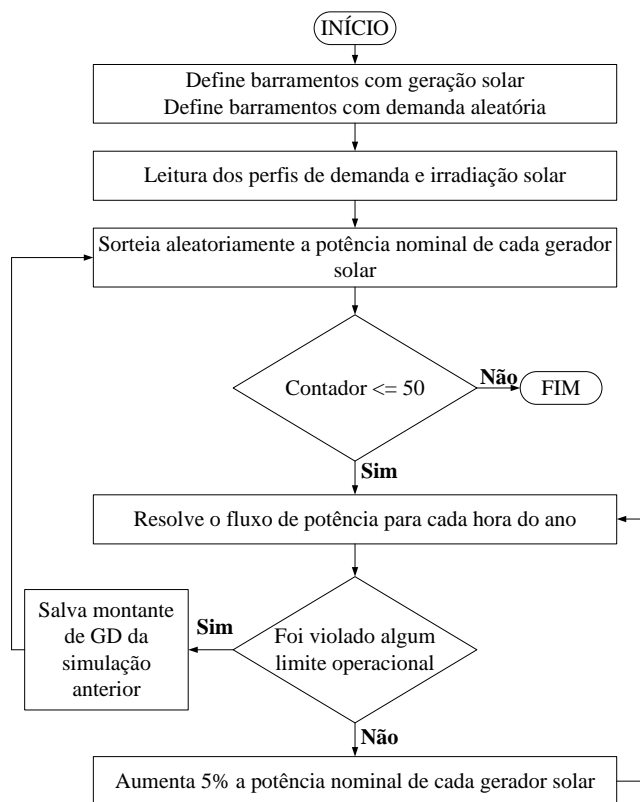 INÍCIO
Define barramentos com geração solar
Define barramentos com demanda aleatória
Leitura dos perfis de demanda e irradiação solar
Sorteia aleatoriamente a potência nominal de cada gerador
solar
Contador <= 50
Não
FIM
Sim
Resolve o fluxo de potência para cada hora do ano
Salva montante
de GD da
simulação
anterior
Sim
Foi violado algum
limite operacional
Não
Aumenta 5% a potência nominal de cada gerador solar